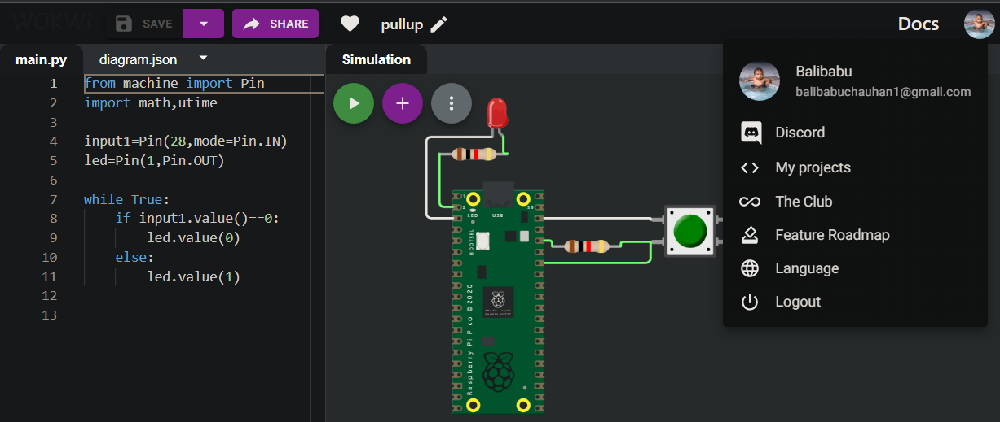 WOKWI
SAVE
SHARE
pullup
Docs
main.py
diagram.json
Simulation
1 from machine import Pin
2 import math,utime
3
4 input1=Pin(28,mode=Pin.IN)
5 led=Pin(1,Pin.OUT)
6
7 while True:
8 if input1.value()==0:
9 led.value(0)
10 else:
11 led.value(1)
12
13
1
2
39
LED
USB
BOOTSEL
Raspberry Pi Pico © 2020
Balibabu
balibabuchauhan1@gmail.com
Discord
My projects
The Club
Feature Roadmap
Language
Logout